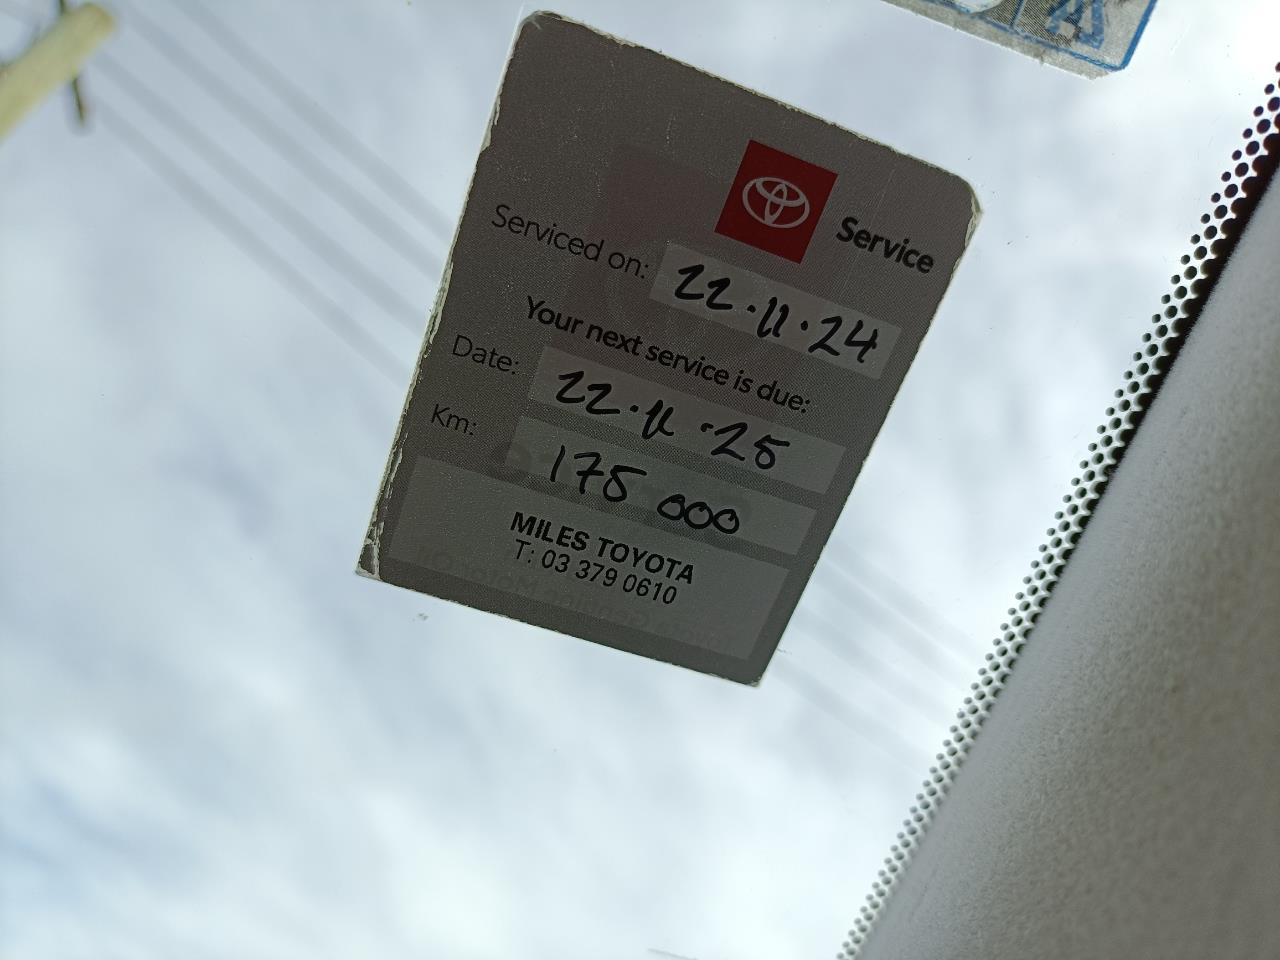 Service
Serviced on: 22·11·24
Your next service is due:
Date: 22·11·25
Km: 175 000
MILES TOYOTA
T: 03 379 0610